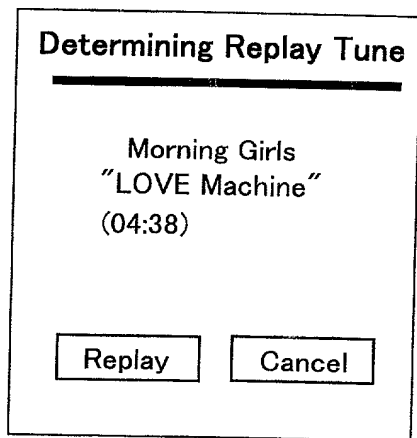 Determining Replay Tune
Morning Girls
"LOVE Machine"
(04:38)
Replay
Cancel